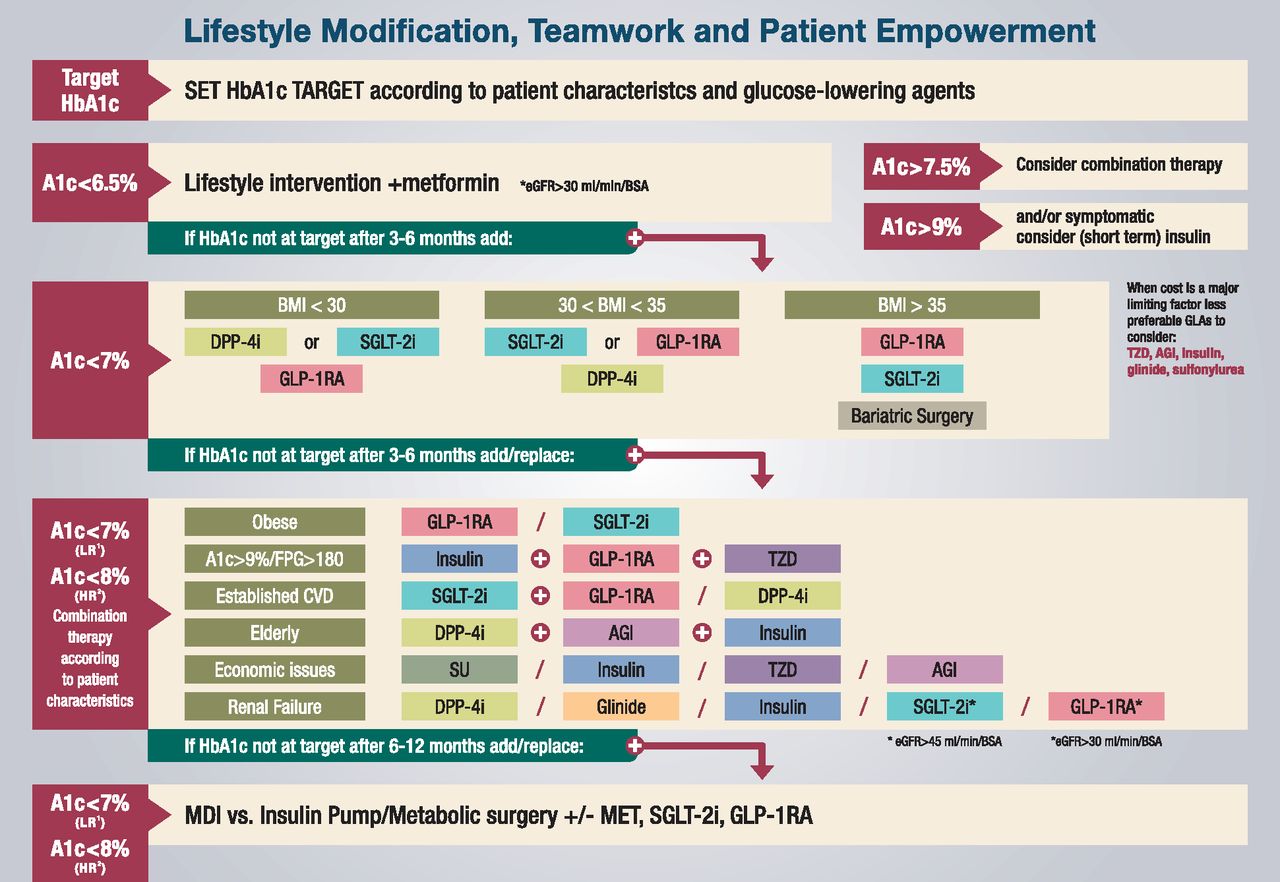 Lifestyle Modification, Teamwork and Patient Empowerment
Target
HbA1c
SET HbA1c TARGET according to patient characteristcs and glucose-lowering agents
A1c<6.5%
Lifestyle intervention +metformin *eGFR>30 ml/min/BSA
A1c>7.5%
Consider combination therapy
A1c>9%
and/or symptomatic
consider (short term) insulin
If HbA1c not at target after 3-6 months add:
A1c<7%
BMI < 30
DPP-4i or SGLT-2i
GLP-1RA
30 < BMI < 35
SGLT-2i or GLP-1RA
DPP-4i
BMI > 35
GLP-1RA
SGLT-2i
Bariatric Surgery
When cost is a major
limiting factor less
preferable GLAs to
consider:
TZD, AGI, insulin,
glinide, sulfonylurea
If HbA1c not at target after 3-6 months add/replace:
A1c<7%
(LR¹)
A1c<8%
(HR²)
Combination
therapy
according
to patient
characteristics
Obese GLP-1RA / SGLT-2i
A1c>9%/FPG>180 Insulin + GLP-1RA + TZD
Established CVD SGLT-2i + GLP-1RA / DPP-4i
Elderly DPP-4i + AGI + Insulin
Economic issues SU / Insulin / TZD / AGI
Renal Failure DPP-4i / Glinide / Insulin / SGLT-2i* / GLP-1RA*
* eGFR>45 ml/min/BSA *eGFR>30 ml/min/BSA
If HbA1c not at target after 6-12 months add/replace:
A1c<7%
(LR¹)
A1c<8%
(HR²)
MDI vs. Insulin Pump/Metabolic surgery +/- MET, SGLT-2i, GLP-1RA